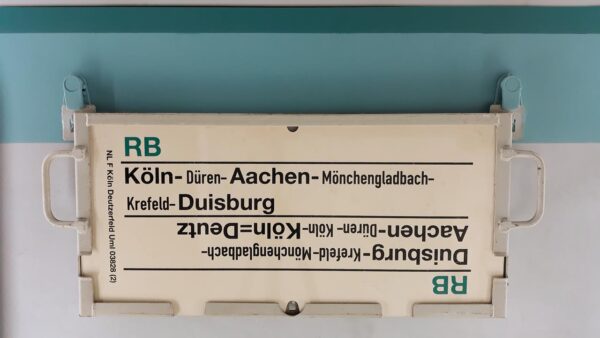 RB
Köln- Düren- Aachen- Mönchengladbach-
Krefeld- Duisburg
RB
Duisburg-Krefeld-Mönchengladbach-
Aachen-Düren- Köln-Köln=Deutz
NL F Köln Deutzerfeld Uml 03828 (2)